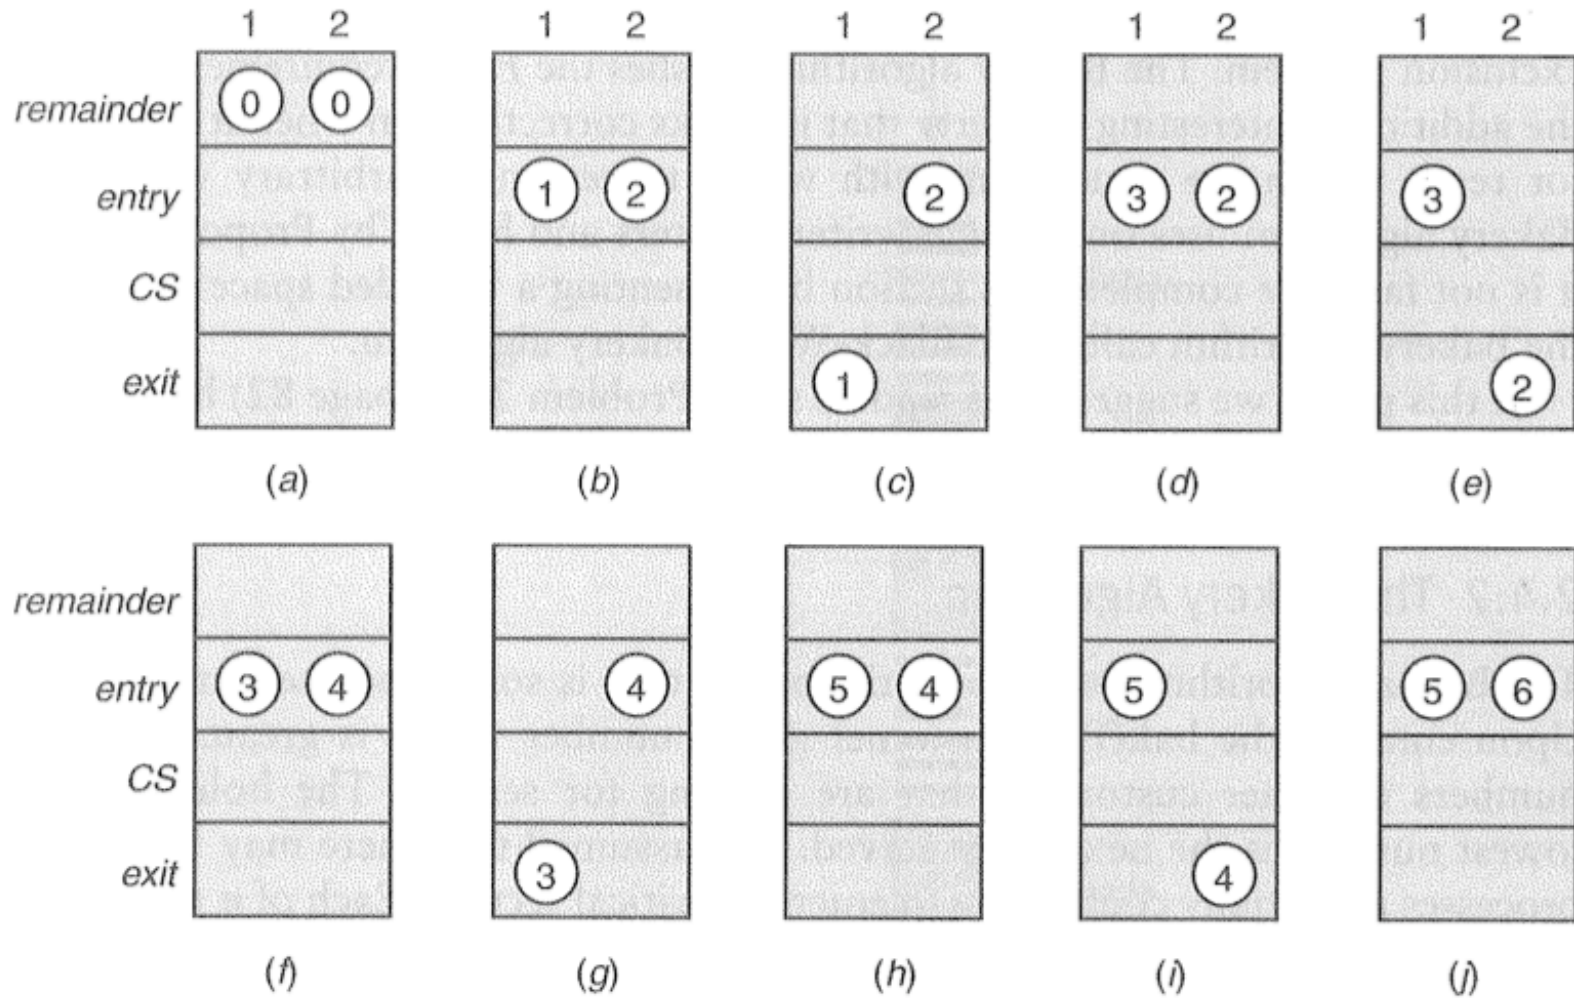 1 2 1 2 1 2 1 2 1 2
remainder 0 0
entry 1 2 2 3 2 3
CS
exit 1 2
(a) (b) (c) (d) (e)
remainder
entry 3 4 4 5 4 5 5 6
CS
exit 3 4
(f) (g) (h) (i) (j)